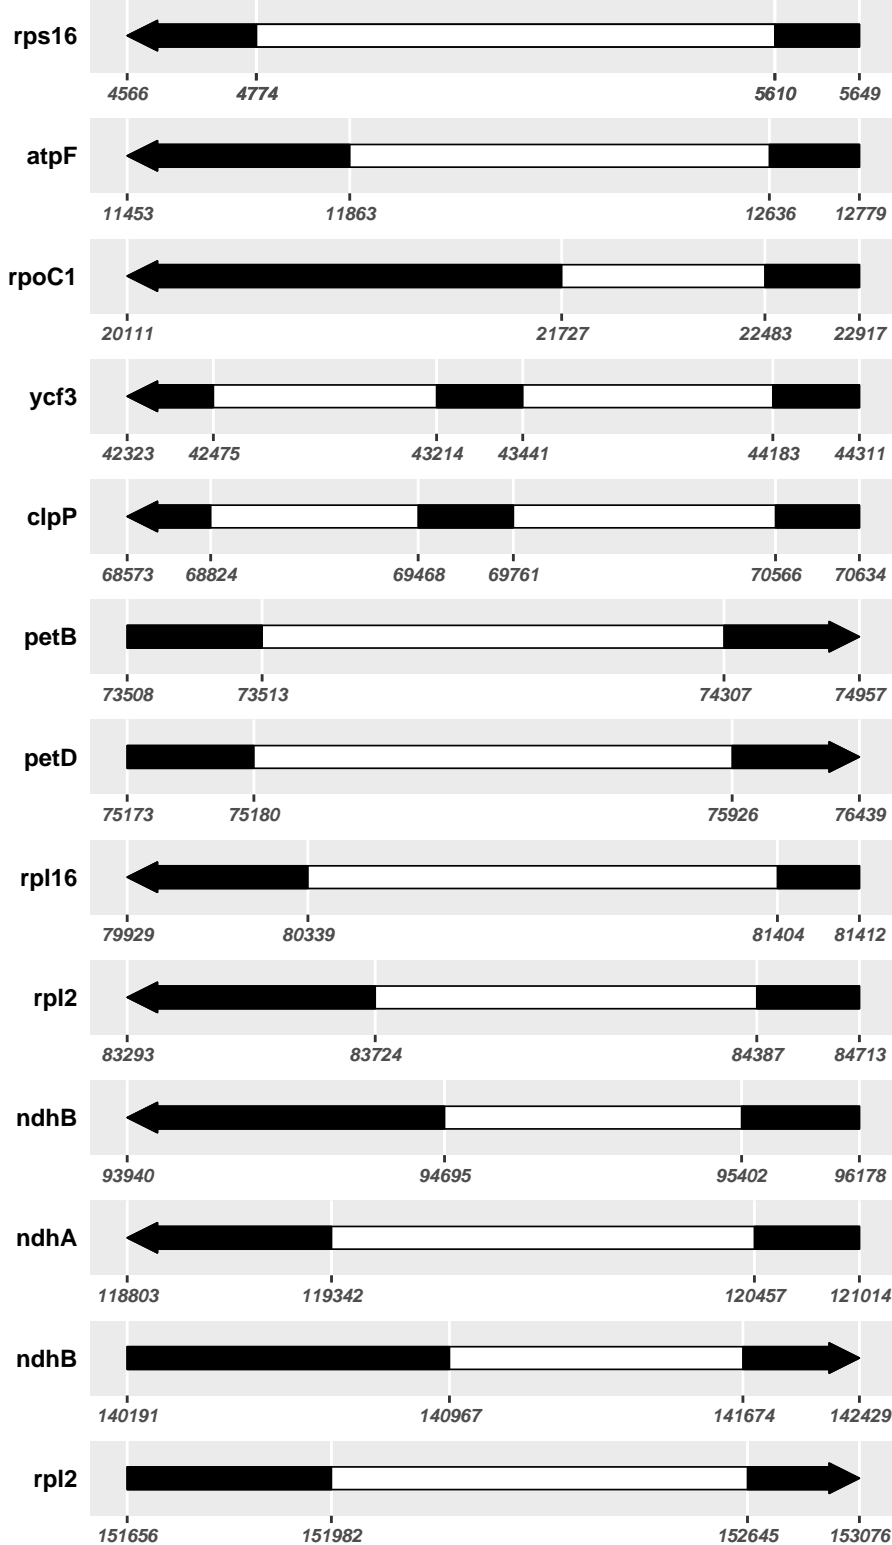 rps16
4566 4774 5610 5649
atpF
11453 11863 12636 12779
rpoC1
20111 21727 22483 22917
ycf3
42323 42475 43214 43441 44183 44311
clpP
68573 68824 69468 69761 70566 70634
petB
73508 73513 74307 74957
petD
75173 75180 75926 76439
rpl16
79929 80339 81404 81412
rpl2
83293 83724 84387 84713
ndhB
93940 94695 95402 96178
ndhA
118803 119342 120457 121014
ndhB
140191 140967 141674 142429
rpl2
151656 151982 152645 153076